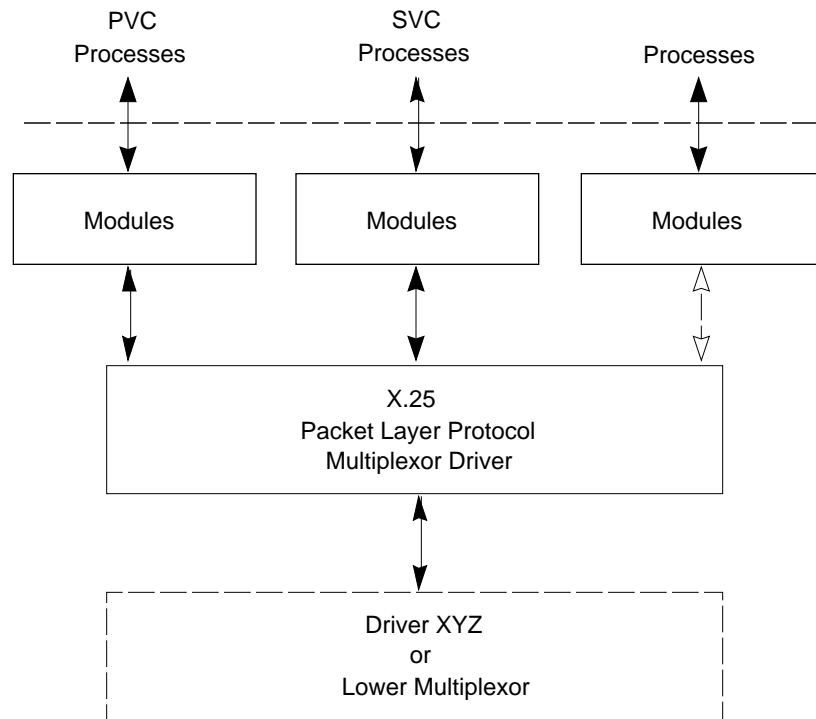 PVC
Processes
SVC
Processes
Processes
Modules
Modules
Modules
X.25
Packet Layer Protocol
Multiplexor Driver
Driver XYZ
or
Lower Multiplexor